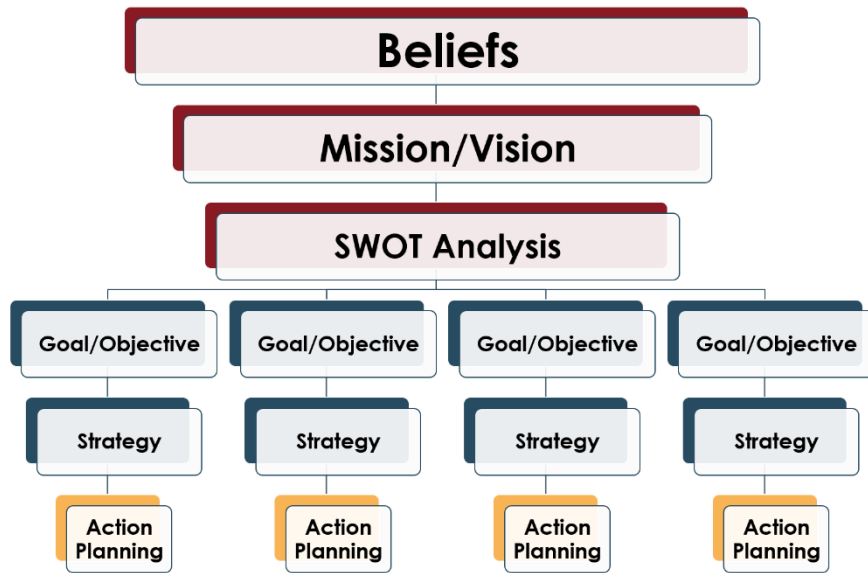 Beliefs
Mission/Vision
SWOT Analysis
Goal/Objective
Goal/Objective
Goal/Objective
Goal/Objective
Strategy
Strategy
Strategy
Strategy
Action
Planning
Action
Planning
Action
Planning
Action
Planning